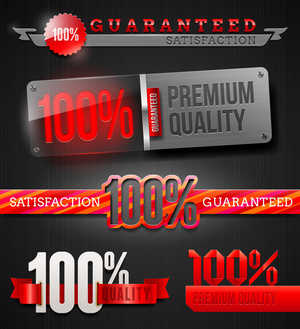 100% GUARANTEED
SATISFACTION
100% GUARANTEED PREMIUM
QUALITY
SATISFACTION 100% GUARANTEED
100%
QUALITY
100%
PREMIUM QUALITY